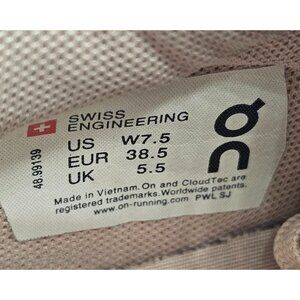 SWISS
ENGINEERING
US W7.5
EUR 38.5
UK 5.5
Made in Vietnam. On and CloudTec are
registered trademarks. Worldwide patents.
www.on-running.com PWL SJ
48.99139
On